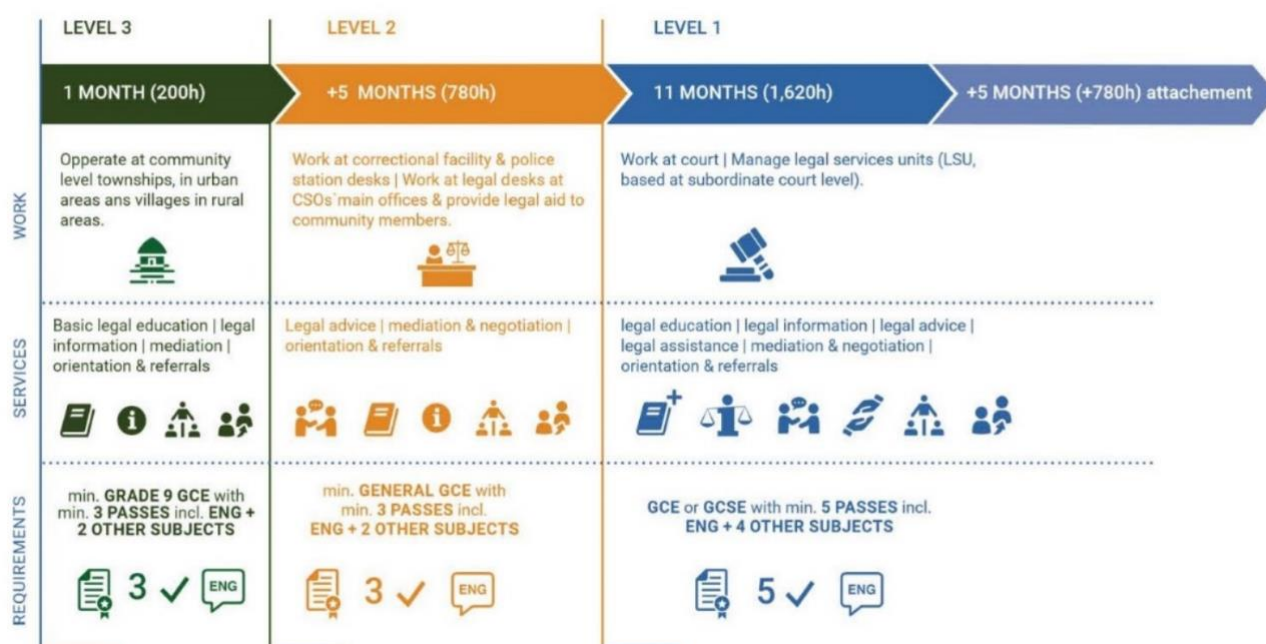 LEVEL 3
LEVEL 2
LEVEL 1
1 MONTH (200h)
+5 MONTHS (780h)
11 MONTHS (1,620h)
+5 MONTHS (+780h) attachement
WORK
Opperate at community
level townships, in urban
areas ans villages in rural
areas.
Work at correctional facility & police
station desks | Work at legal desks at
CSOs`main offices & provide legal aid to
community members.
Work at court | Manage legal services units (LSU,
based at subordinate court level).
SERVICES
Basic legal education | legal
information | mediation |
orientation & referrals
Legal advice | mediation & negotiation |
orientation & referrals
legal education | legal information | legal advice |
legal assistance | mediation & negotiation |
orientation & referrals
REQUIREMENTS
min. GRADE 9 GCE with
min. 3 PASSES incl. ENG +
2 OTHER SUBJECTS
3 ENG
min. GENERAL GCE with
min. 3 PASSES incl.
ENG + 2 OTHER SUBJECTS
3 ENG
GCE or GCSE with min. 5 PASSES incl.
ENG + 4 OTHER SUBJECTS
5 ENG